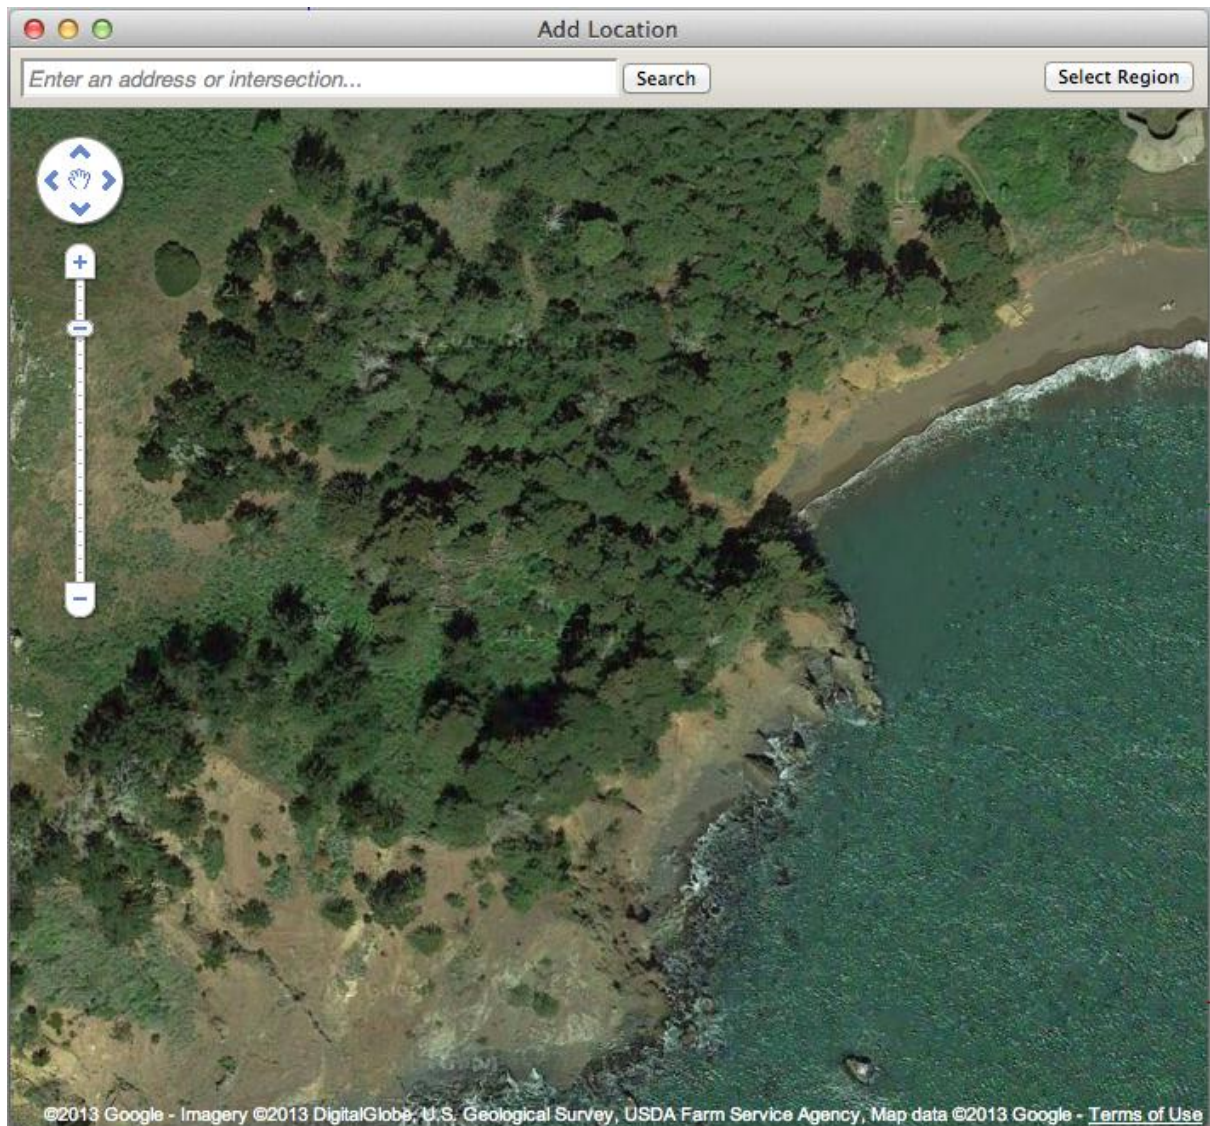 Add Location
Enter an address or intersection...
Search
Select Region
©2013 Google - Imagery ©2013 DigitalGlobe, U.S. Geological Survey, USDA Farm Service Agency, Map data ©2013 Google - Terms of Use